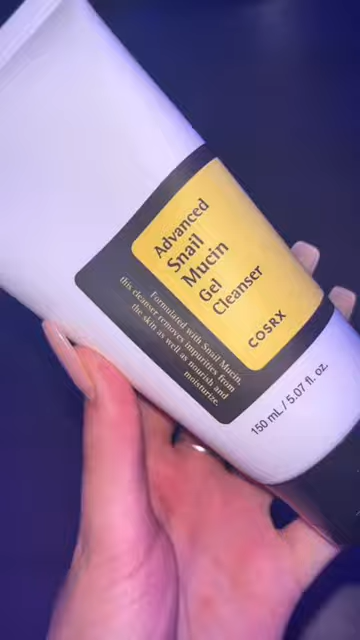 Advanced
Snail
Mucin
Gel
Cleanser
COSRX
Formulated with Snail Mucin,
this cleanser removes impurities from
the skin as well as nourish and
moisturize.
150 mL / 5.07 fl. oz.